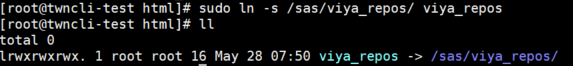 [root@twncli-test html]# sudo ln -s /sas/viya_repos/ viya_repos
[root@twncli-test html]# ll
total 0
lrwxrwxrwx. 1 root root 16 May 28 07:50 viya_repos -> /sas/viya_repos/